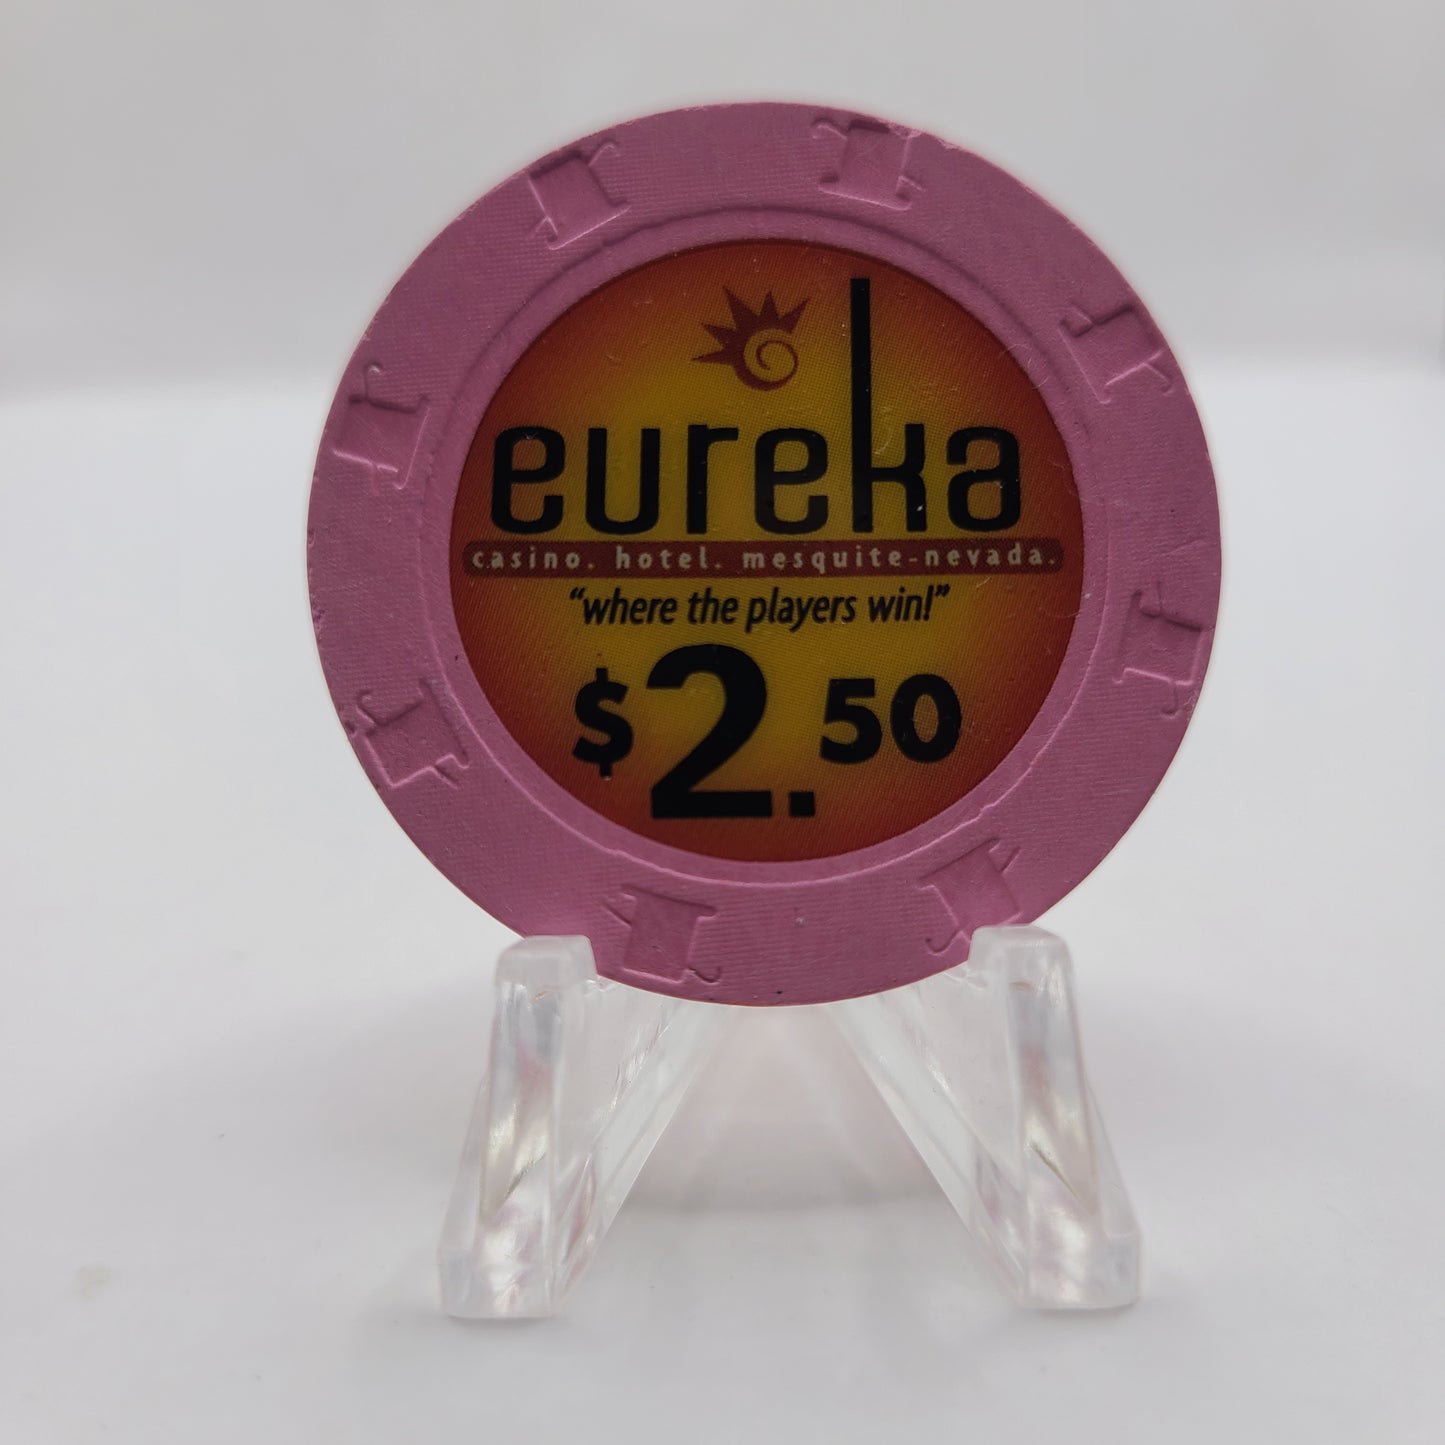 eureka
casino. hotel. mesquite-nevada.
“where the players win!”
$2.50